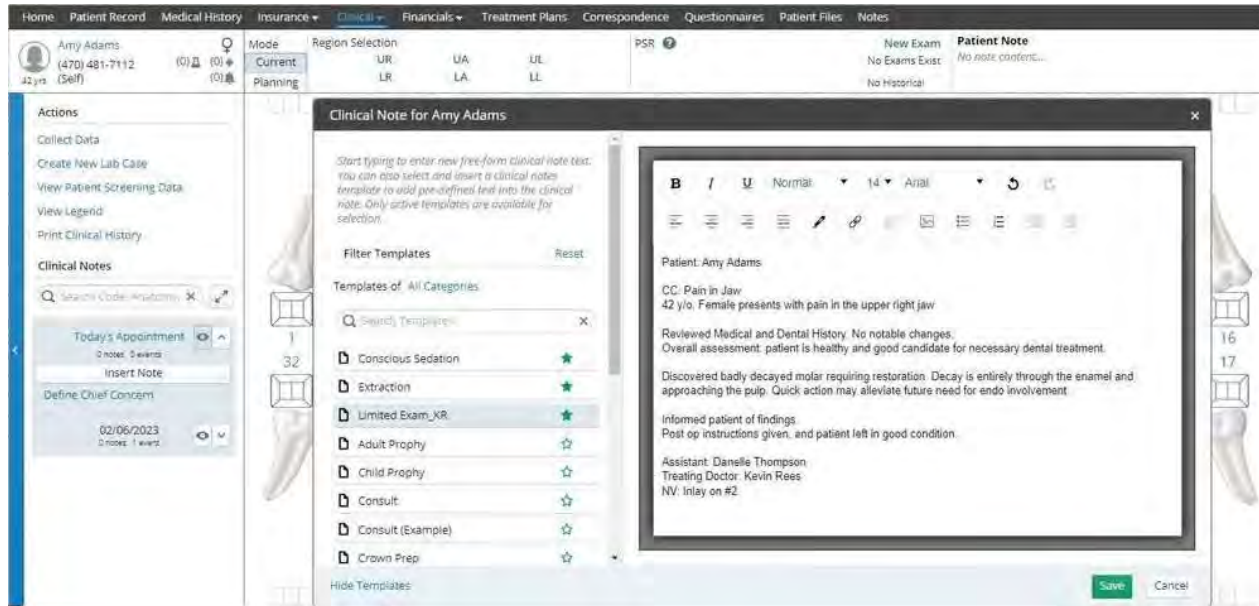 Home Patient Record Medical History Insurance Clinical Financials Treatment Plans Correspondence Questionnaires Patient Files Notes
Amy Adams
(470) 481-7112
42 yrs (Self)
(0) (0)
(0)
Mode
Current
Planning
Region Selection
UR UA UL
LR LA LL
PSR
New Exam
No Exams Exist
No Historical
Patient Note
No note content...
Actions
Collect Data
Create New Lab Case
View Patient Screening Data
View Legend
Print Clinical History
Clinical Notes
Search Code, Anatomy,
Today's Appointment
0 notes 0 events
Insert Note
Define Chief Concern
02/06/2023
0 notes 1 event
1
32
16
17
Clinical Note for Amy Adams
Start typing to enter new free-form clinical note text.
You can also select and insert a clinical notes
template to add pre-defined text into the clinical
note. Only active templates are available for
selection.
Filter Templates Reset
Templates of All Categories
Search Templates
Conscious Sedation
Extraction
Limited Exam_KR
Adult Prophy
Child Prophy
Consult
Consult (Example)
Crown Prep
Hide Templates
B I U Normal 14 Arial
Patient: Amy Adams
CC: Pain in Jaw
42 y/o. Female presents with pain in the upper right jaw
Reviewed Medical and Dental History. No notable changes.
Overall assessment: patient is healthy and good candidate for necessary dental treatment.
Discovered badly decayed molar requiring restoration. Decay is entirely through the enamel and
approaching the pulp. Quick action may alleviate future need for endo involvement
Informed patient of findings
Post op instructions given, and patient left in good condition
Assistant: Danelle Thompson
Treating Doctor: Kevin Rees
NV: Inlay on #2
Save Cancel